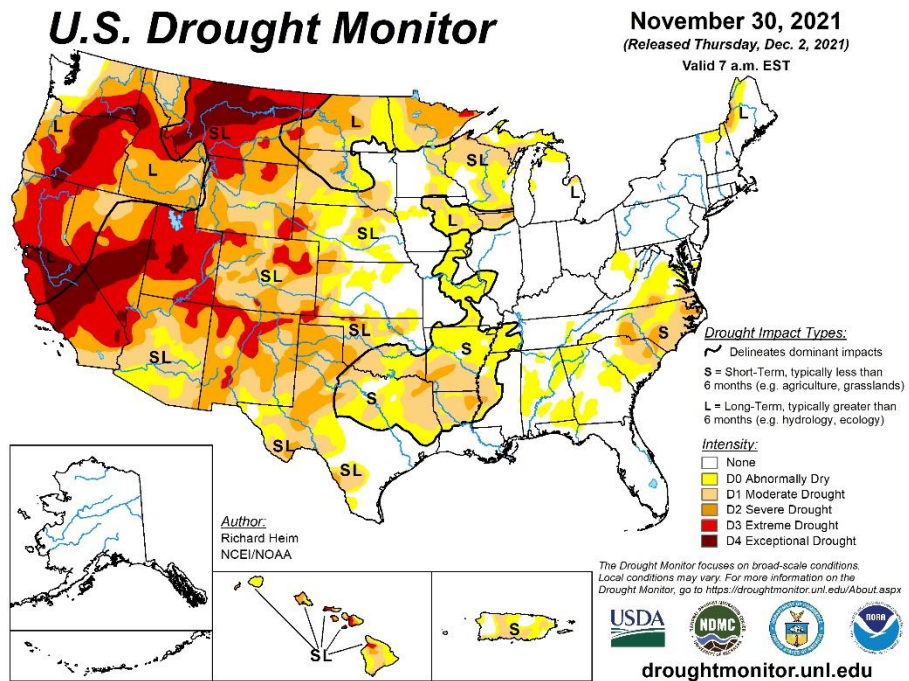 U.S. Drought Monitor
November 30, 2021
(Released Thursday, Dec. 2, 2021)
Valid 7 a.m. EST
L
SL
L
L
SL
L
L
SL
L
L
SL
SL
SL
SL
S
S
S
SL
SL
Drought Impact Types:
Delineates dominant impacts
S = Short-Term, typically less than
6 months (e.g. agriculture, grasslands)
L = Long-Term, typically greater than
6 months (e.g. hydrology, ecology)
Intensity:
None
D0 Abnormally Dry
D1 Moderate Drought
D2 Severe Drought
D3 Extreme Drought
D4 Exceptional Drought
Author:
Richard Heim
NCEI/NOAA
SL
S
The Drought Monitor focuses on broad-scale conditions.
Local conditions may vary. For more information on the
Drought Monitor, go to https://droughtmonitor.unl.edu/About.aspx
USDA
NDMC
NOAA
droughtmonitor.unl.edu